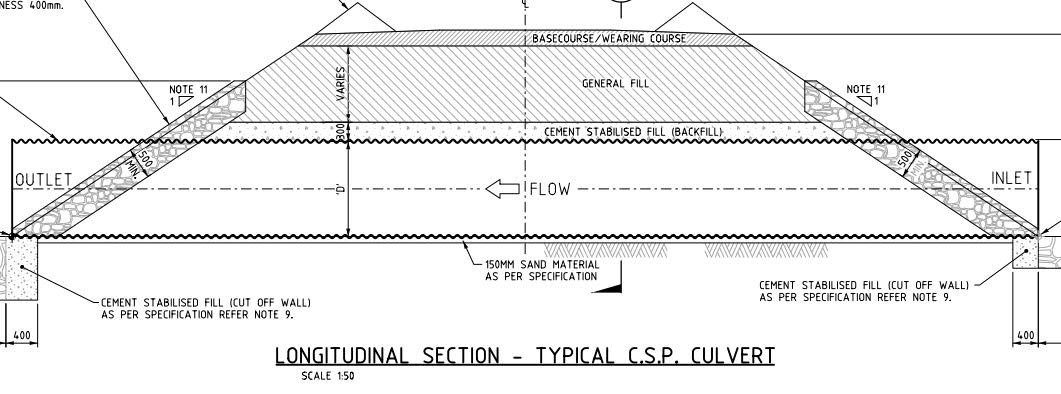 NESS 400mm.
BASECOURSE/WEARING COURSE
NOTE 11
1
VARIES
GENERAL FILL
NOTE 11
1
300
CEMENT STABILISED FILL (BACKFILL)
500
MIN.
500
MIN.
OUTLET
'D'
FLOW
INLET
150MM SAND MATERIAL
AS PER SPECIFICATION
CEMENT STABILISED FILL (CUT OFF WALL)
AS PER SPECIFICATION REFER NOTE 9.
CEMENT STABILISED FILL (CUT OFF WALL)
AS PER SPECIFICATION REFER NOTE 9.
400
400
LONGITUDINAL SECTION - TYPICAL C.S.P. CULVERT
SCALE 1:50